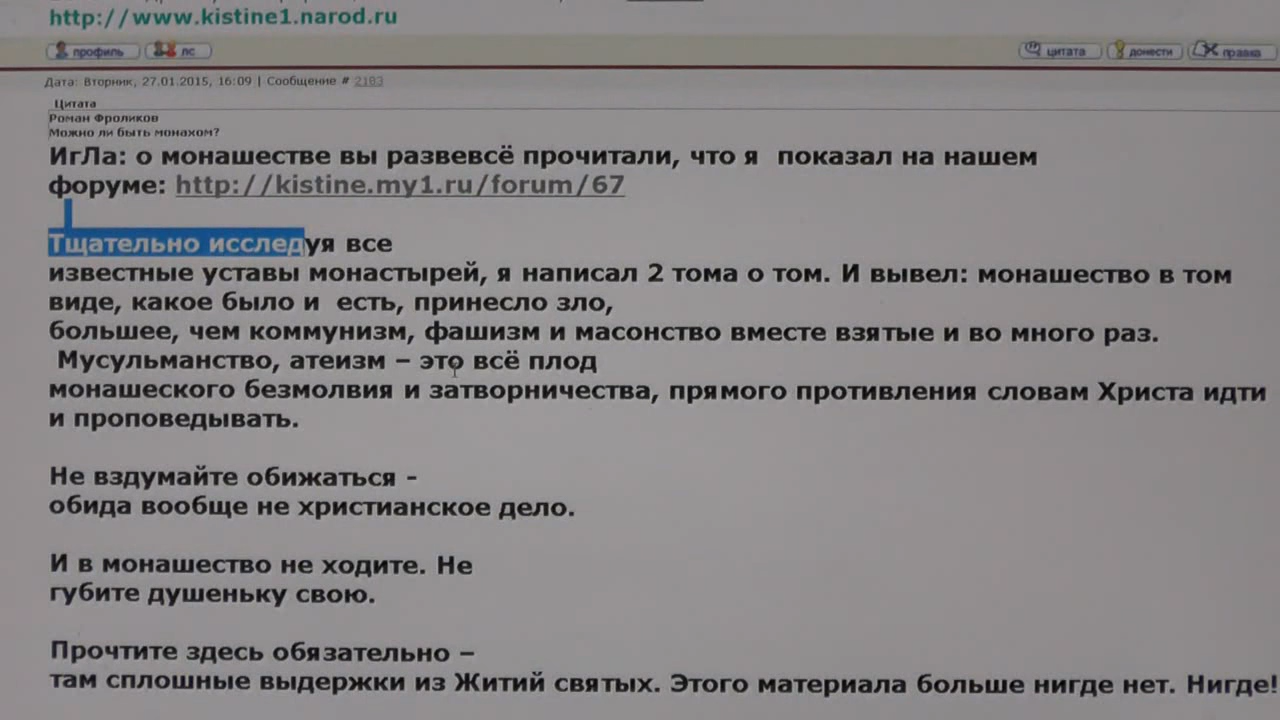 http://www.kistine1.narod.ru
профиль лс цитата донести правка
Дата: Вторник, 27.01.2015, 16:09 | Сообщение # 2183
Цитата
Роман Фроликов
Можно ли быть монахом?
ИгЛа: о монашестве вы развевсё прочитали, что я показал на нашем
форуме: http://kistine.my1.ru/forum/67
Тщательно исследуя все
известные уставы монастырей, я написал 2 тома о том. И вывел: монашество в том
виде, какое было и есть, принесло зло,
большее, чем коммунизм, фашизм и масонство вместе взятые и во много раз.
Мусульманство, атеизм – это всё плод
монашеского безмолвия и затворничества, прямого противления словам Христа идти
и проповедывать.
Не вздумайте обижаться -
обида вообще не христианское дело.
И в монашество не ходите. Не
губите душеньку свою.
Прочтите здесь обязательно –
там сплошные выдержки из Житий святых. Этого материала больше нигде нет. Нигде!